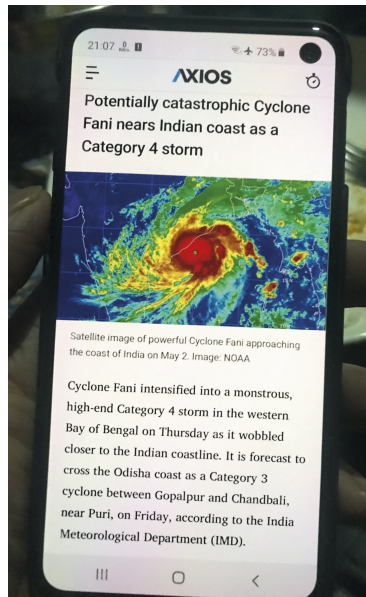 21:07
73%
AXIOS
Potentially catastrophic Cyclone
Fani nears Indian coast as a
Category 4 storm
Satellite image of powerful Cyclone Fani approaching
the coast of India on May 2. Image: NOAA
Cyclone Fani intensified into a monstrous,
high-end Category 4 storm in the western
Bay of Bengal on Thursday as it wobbled
closer to the Indian coastline. It is forecast to
cross the Odisha coast as a Category 3
cyclone between Gopalpur and Chandbali,
near Puri, on Friday, according to the India
Meteorological Department (IMD).